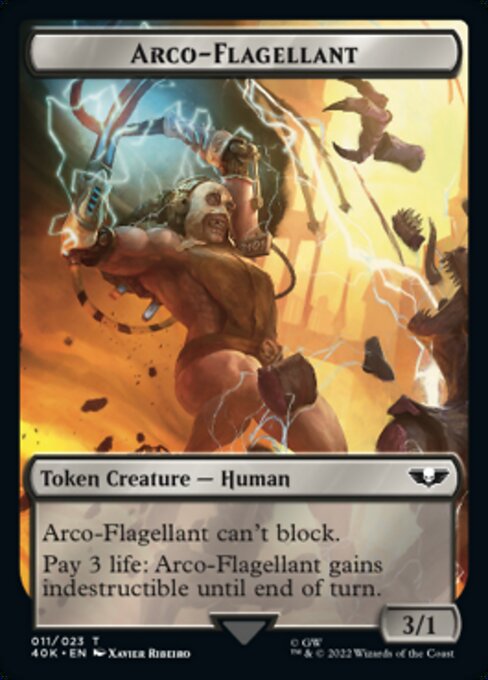 Arco-Flagellant
Token Creature — Human
Arco-Flagellant can't block.
Pay 3 life: Arco-Flagellant gains
indestructible until end of turn.
3/1
011/023 T
40K • EN Xavier Ribeiro
© GW
™ & © 2022 Wizards of the Coast